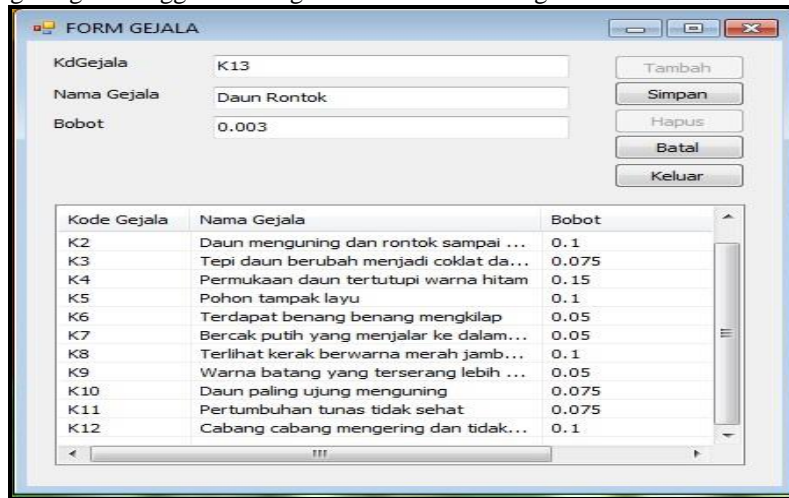 FORM GEJALA
KdGejala K13 Tambah
Nama Gejala Daun Rontok Simpan
Bobot 0.003 Hapus
Batal
Keluar
Kode Gejala Nama Gejala Bobot
K2 Daun menguning dan rontok sampai ... 0.1
K3 Tepi daun berubah menjadi coklat da... 0.075
K4 Permukaan daun tertutupi warna hitam 0.15
K5 Pohon tampak layu 0.1
K6 Terdapat benang benang mengkilap 0.05
K7 Bercak putih yang menjalar ke dalam... 0.05
K8 Terlihat kerak berwarna merah jamb... 0.1
K9 Warna batang yang terserang lebih ... 0.05
K10 Daun paling ujung menguning 0.075
K11 Pertumbuhan tunas tidak sehat 0.075
K12 Cabang cabang mengering dan tidak... 0.1